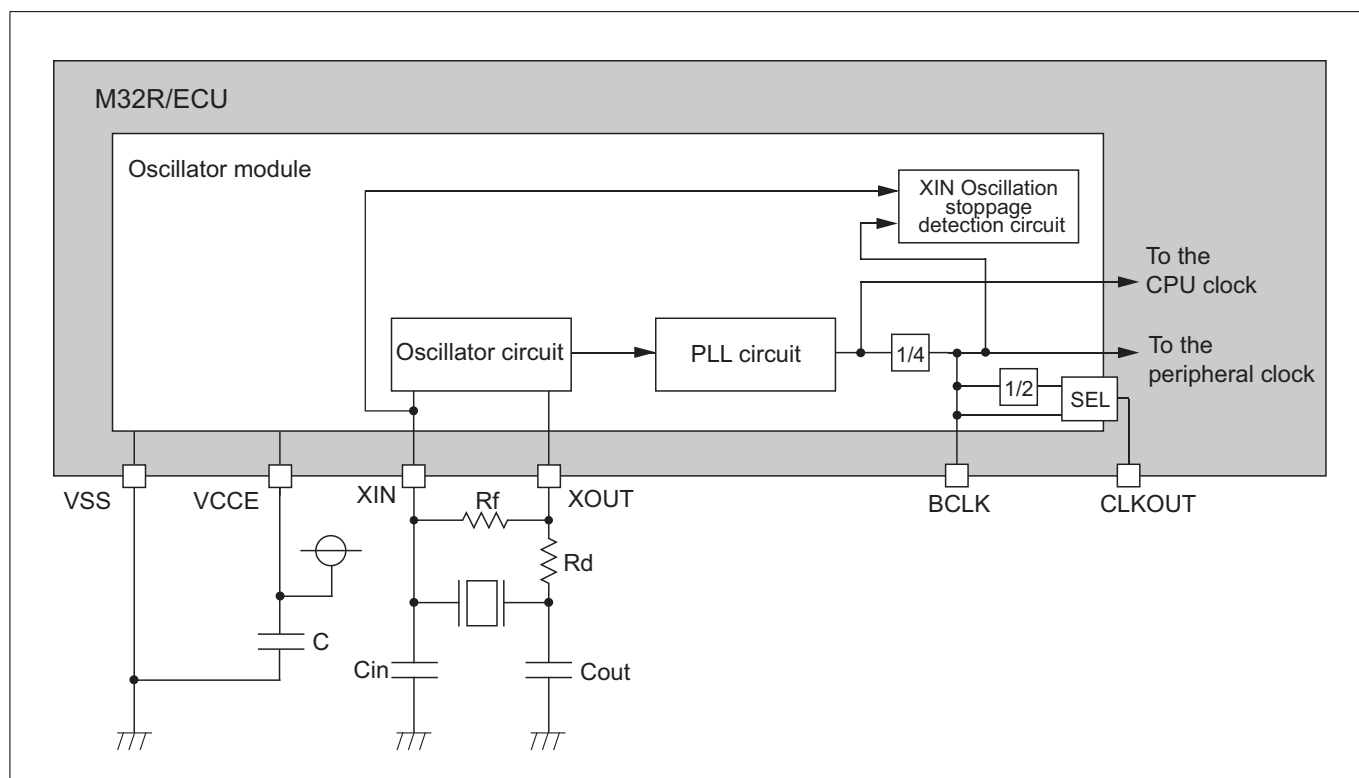 M32R/ECU
Oscillator module
XIN Oscillation
stoppage
detection circuit
To the
CPU clock
Oscillator circuit
PLL circuit
1/4
To the
peripheral clock
1/2
SEL
VSS
VCCE
XIN
XOUT
BCLK
CLKOUT
Rf
Rd
C
Cin
Cout